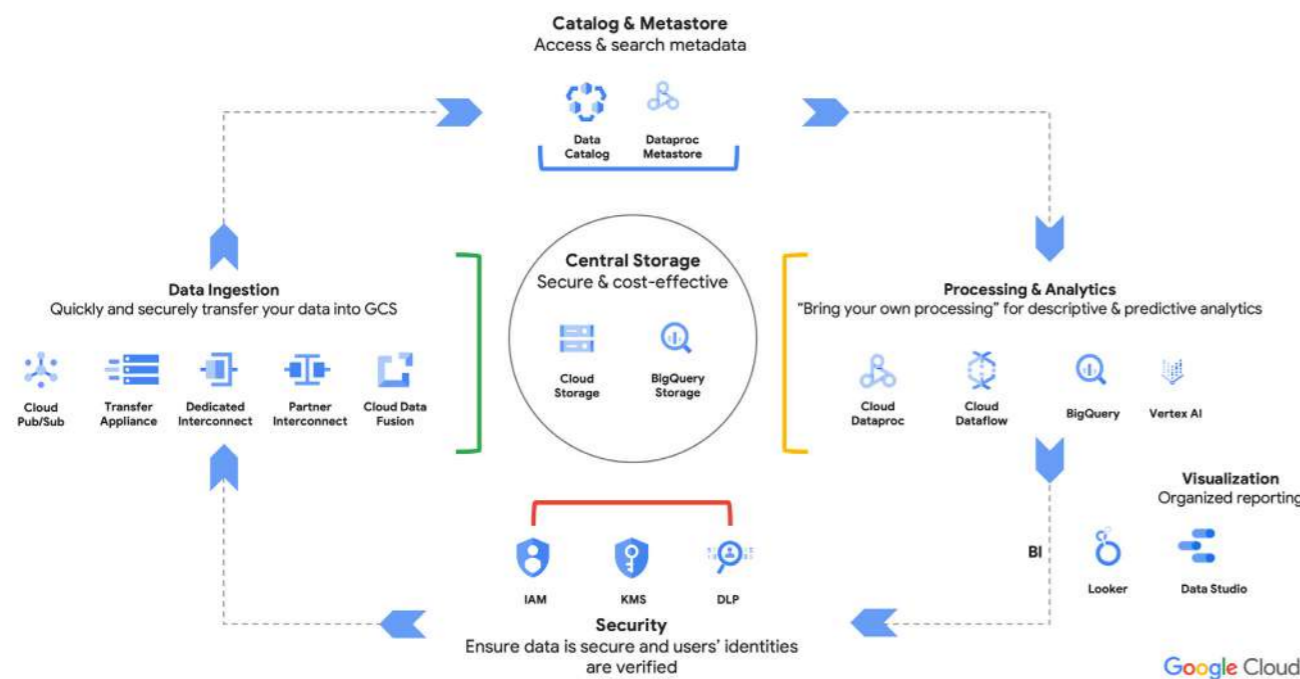 Catalog & Metastore
Access & search metadata
Data
Catalog
Dataproc
Metastore
Central Storage
Secure & cost-effective
Cloud
Storage
BigQuery
Storage
Data Ingestion
Quickly and securely transfer your data into GCS
Cloud
Pub/Sub
Transfer
Appliance
Dedicated
Interconnect
Partner
Interconnect
Cloud Data
Fusion
Processing & Analytics
“Bring your own processing” for descriptive & predictive analytics
Cloud
Dataproc
Cloud
Dataflow
BigQuery
Vertex AI
Visualization
Organized reporting
BI
Looker
Data Studio
IAM
KMS
DLP
Security
Ensure data is secure and users’ identities
are verified
Google Cloud